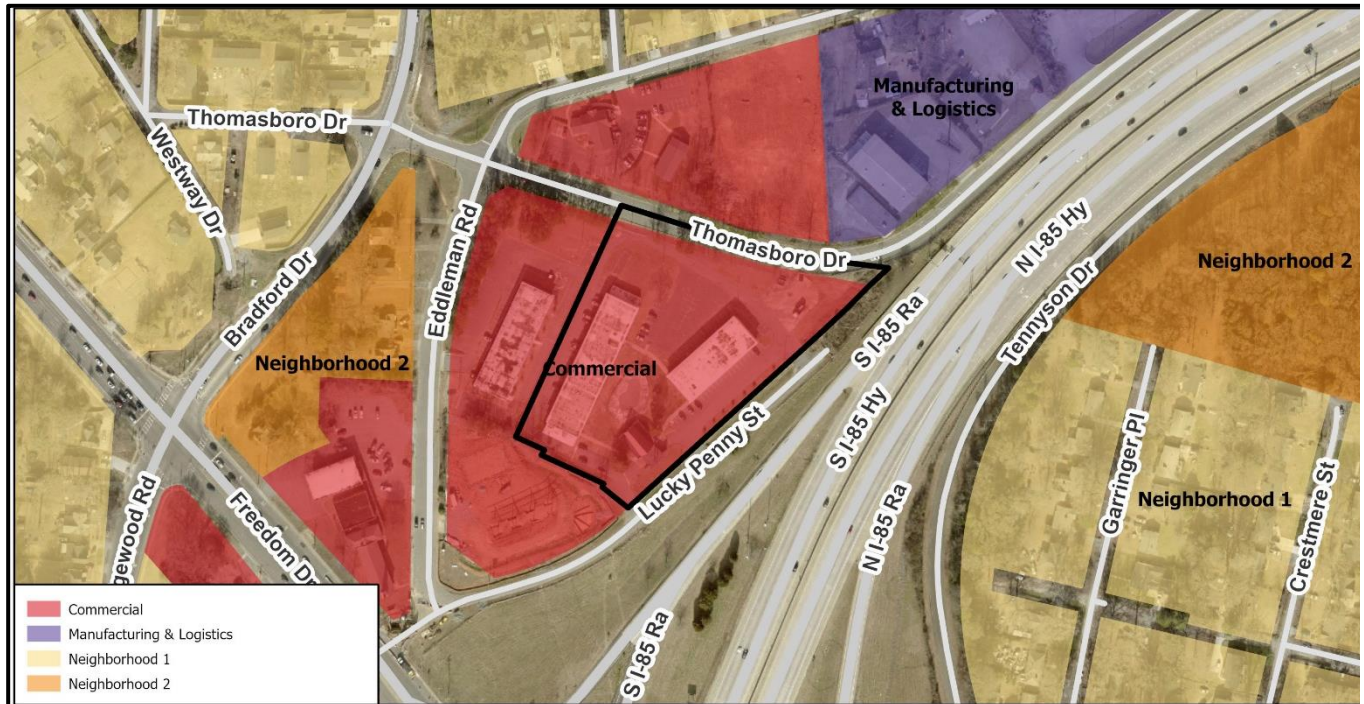 Manufacturing
& Logistics
Thomasboro Dr
Westway Dr
Bradford Dr
Eddleman Rd
Thomasboro Dr
Neighborhood 2
Commercial
Lucky Penny St
S I-85 Ra
S I-85 Hy
N I-85 Hy
Tennyson Dr
Neighborhood 2
Neighborhood 1
Garringer Pl
Crestmere St
N I-85 Ra
S I-85 Ra
gewood Rd
Freedom Dr
Commercial
Manufacturing & Logistics
Neighborhood 1
Neighborhood 2